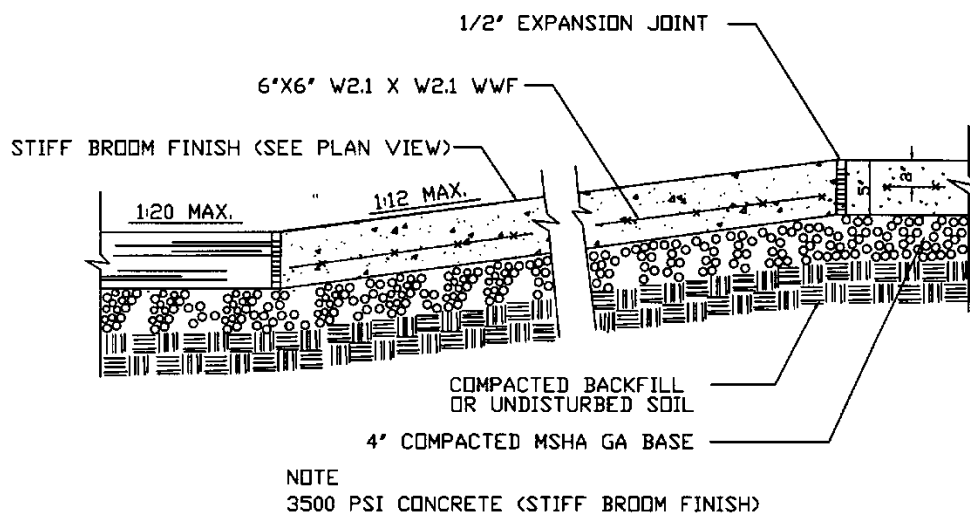 1/2" EXPANSION JOINT
6"X6" W2.1 X W2.1 WWF
STIFF BROOM FINISH (SEE PLAN VIEW)
1:20 MAX.
1:12 MAX.
5"
2"
COMPACTED BACKFILL
OR UNDISTURBED SOIL
4" COMPACTED MSHA GA BASE
NOTE
3500 PSI CONCRETE (STIFF BROOM FINISH)